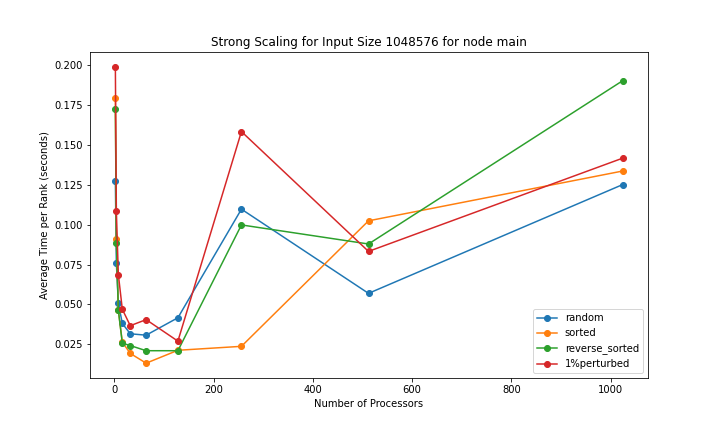 Strong Scaling for Input Size 1048576 for node main
0.200
0.175
0.150
0.125
0.100
0.075
0.050
0.025
Average Time per Rank (seconds)
0 200 400 600 800 1000
Number of Processors
random
sorted
reverse_sorted
1%perturbed